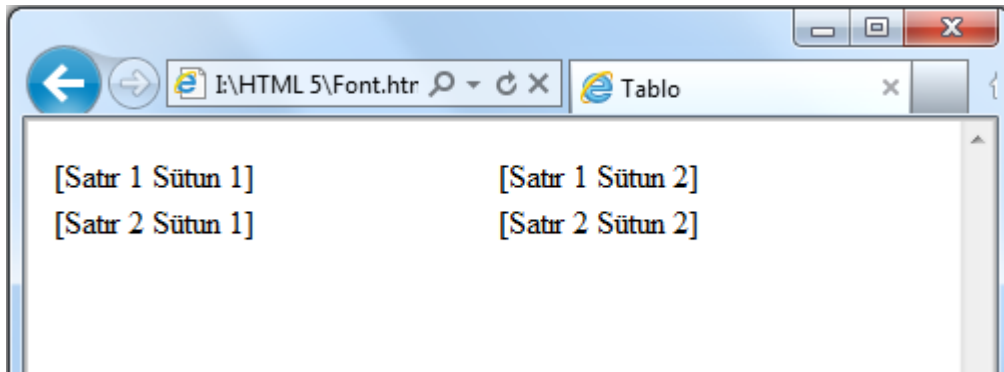 I:\HTML 5\Font.htr
Tablo
[Satır 1 Sütun 1] [Satır 1 Sütun 2]
[Satır 2 Sütun 1] [Satır 2 Sütun 2]